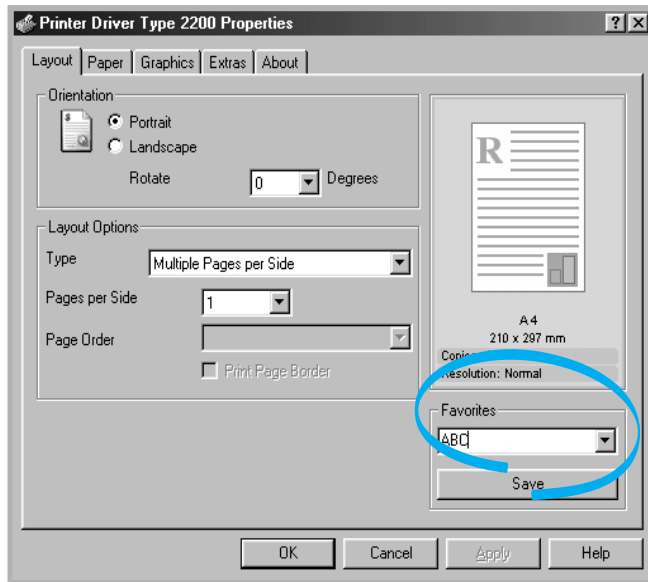 Printer Driver Type 2200 Properties
Layout Paper Graphics Extras About
Orientation
Portrait
Landscape
Rotate 0 Degrees
Layout Options
Type Multiple Pages per Side
Pages per Side 1
Page Order
Print Page Border
R
A4
210 x 297 mm
Resolution: Normal
Favorites
ABC
Save
OK Cancel Apply Help